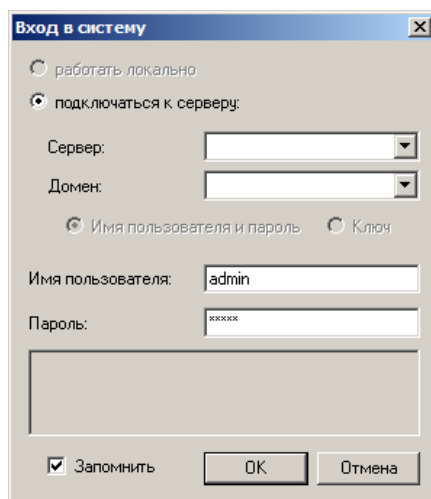 Вход в систему
работать локально
подключаться к серверу:
Сервер:
Домен:
Имя пользователя и пароль Ключ
Имя пользователя: admin
Пароль: *****
Запомнить OK Отмена